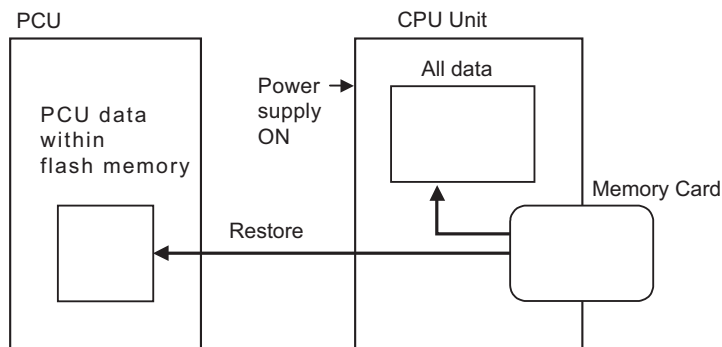 PCU
CPU Unit
All data
Power
supply
ON
PCU data
within
flash memory
Memory Card
Restore